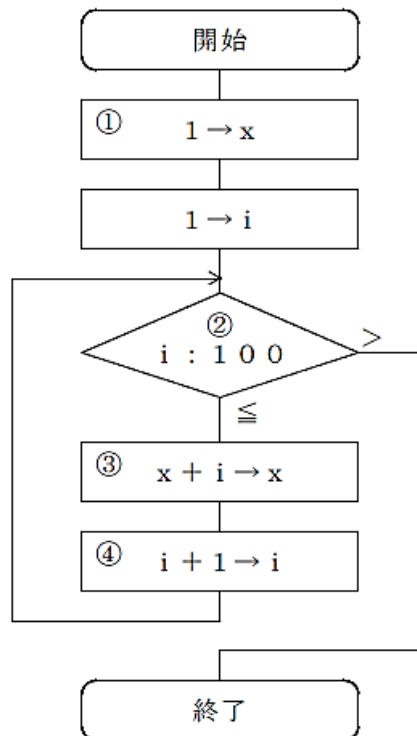 開始
① 1 → x
1 → i
②
i : 1 0 0
>
≦
③ x + i → x
④ i + 1 → i
終了